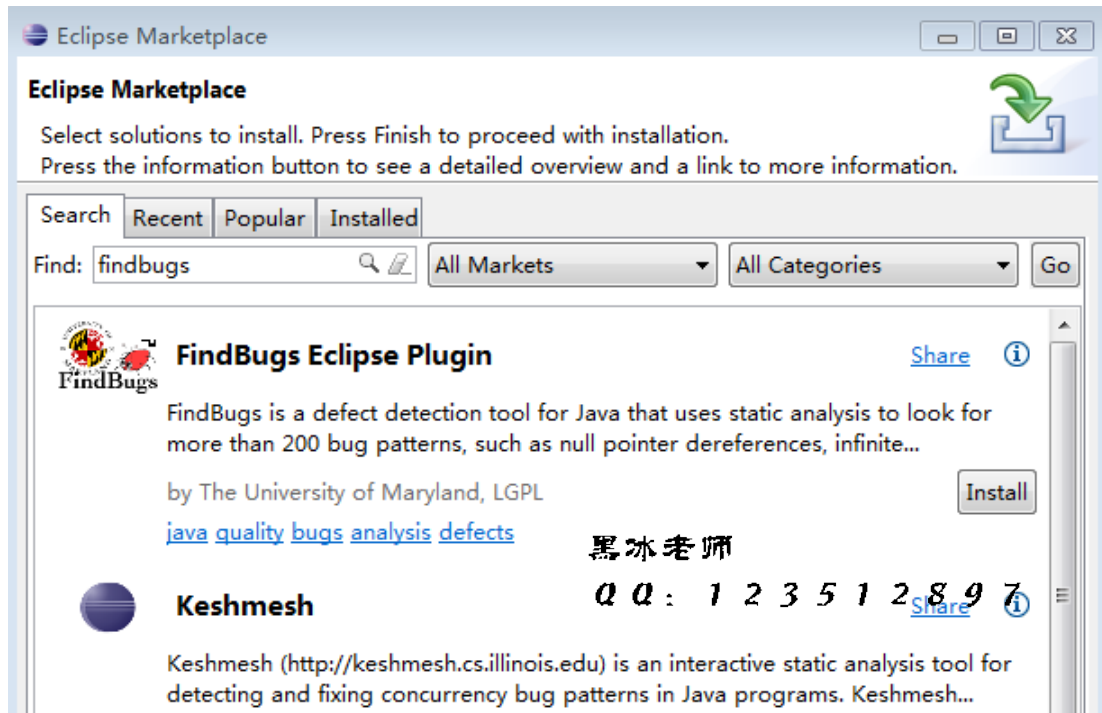 Eclipse Marketplace
Eclipse Marketplace
Select solutions to install. Press Finish to proceed with installation.
Press the information button to see a detailed overview and a link to more information.
Search Recent Popular Installed
Find: findbugs All Markets All Categories Go
FindBugs
FindBugs Eclipse Plugin Share
FindBugs is a defect detection tool for Java that uses static analysis to look for
more than 200 bug patterns, such as null pointer dereferences, infinite...
by The University of Maryland, LGPL Install
java quality bugs analysis defects
黑冰老师
QQ: 123512897
Keshmesh Share
Keshmesh (http://keshmesh.cs.illinois.edu) is an interactive static analysis tool for
detecting and fixing concurrency bug patterns in Java programs. Keshmesh...